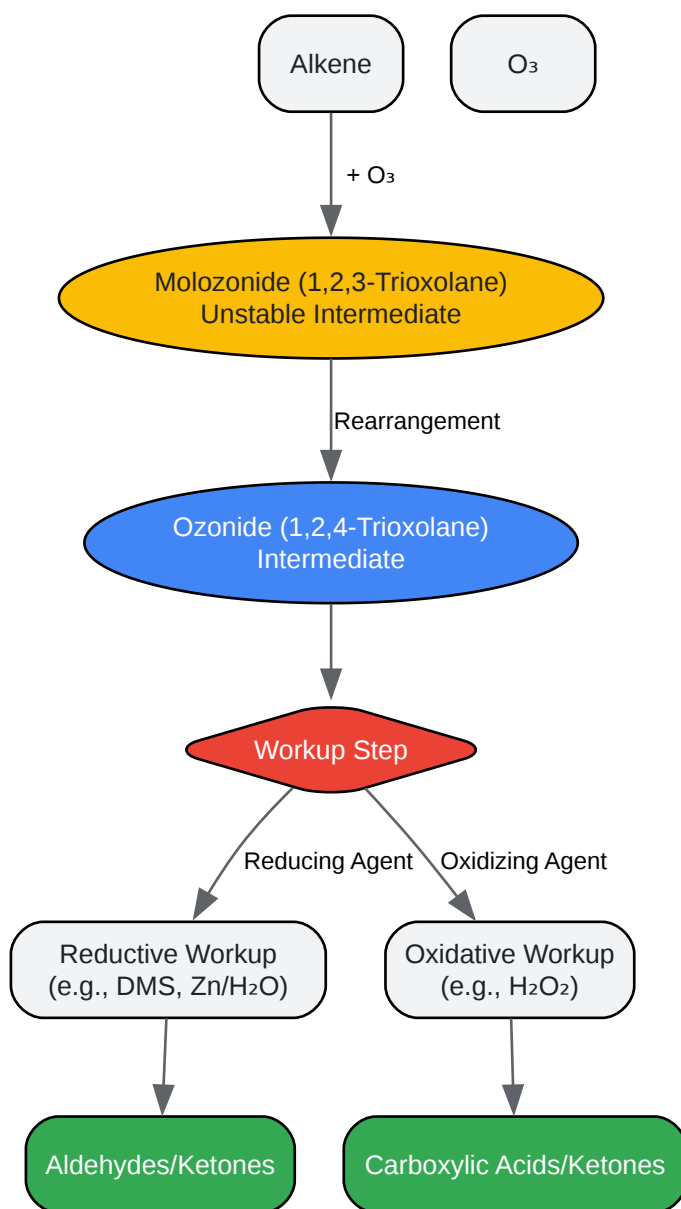 Alkene
O₃
+ O₃
Molozonide (1,2,3-Trioxolane)
Unstable Intermediate
Rearrangement
Ozonide (1,2,4-Trioxolane)
Intermediate
Workup Step
Reducing Agent
Oxidizing Agent
Reductive Workup
(e.g., DMS, Zn/H₂O)
Oxidative Workup
(e.g., H₂O₂)
Aldehydes/Ketones
Carboxylic Acids/Ketones